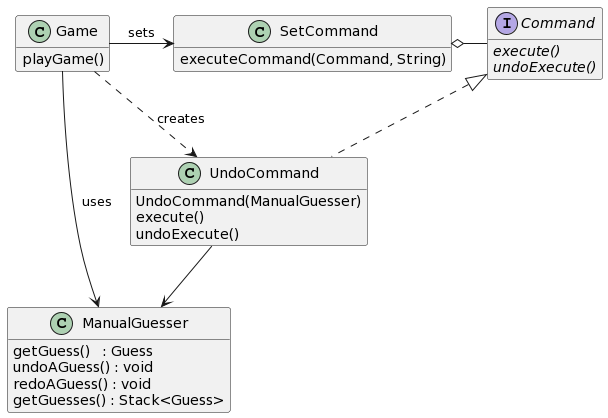 C Game
playGame()
sets
C SetCommand
executeCommand(Command, String)
I Command
execute()
undoExecute()
creates
C UndoCommand
UndoCommand(ManualGuesser)
execute()
undoExecute()
uses
C ManualGuesser
getGuess()   : Guess
undoAGuess() : void
redoAGuess() : void
getGuesses() : Stack<Guess>